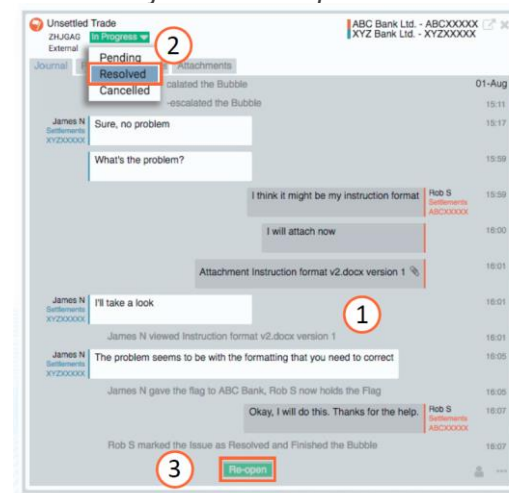 Unsettled Trade
ABC Bank Ltd. - ABCXXXXX
ZHJGAG In Progress
XYZ Bank Ltd. - XYZXXXXX
External
2
Pending
Resolved
Cancelled
Journal
Attachments
calated the Bubble
01-Aug
-escalated the Bubble
15:11
James N
Settlements
XYZXXXXX
Sure, no problem
15:17
What's the problem?
15:59
I think it might be my instruction format
Rob S
Settlements
ABCXXXXX
15:59
I will attach now
16:00
Attachment Instruction format v2.docx version 1
16:01
James N
Settlements
XYZXXXXX
I'll take a look
16:01
1
James N viewed Instruction format v2.docx version 1
16:01
James N
Settlements
XYZXXXXX
The problem seems to be with the formatting that you need to correct
16:05
James N gave the flag to ABC Bank, Rob S now holds the Flag
16:05
Okay, I will do this. Thanks for the help.
Rob S
Settlements
ABCXXXXX
16:07
Rob S marked the Issue as Resolved and Finished the Bubble
16:07
3
Re-open